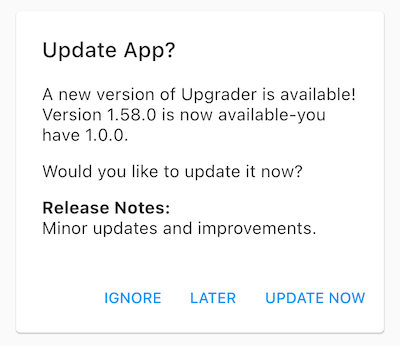 Update App?
A new version of Upgrader is available!
Version 1.58.0 is now available-you
have 1.0.0.
Would you like to update it now?
Release Notes:
Minor updates and improvements.
IGNORE LATER UPDATE NOW